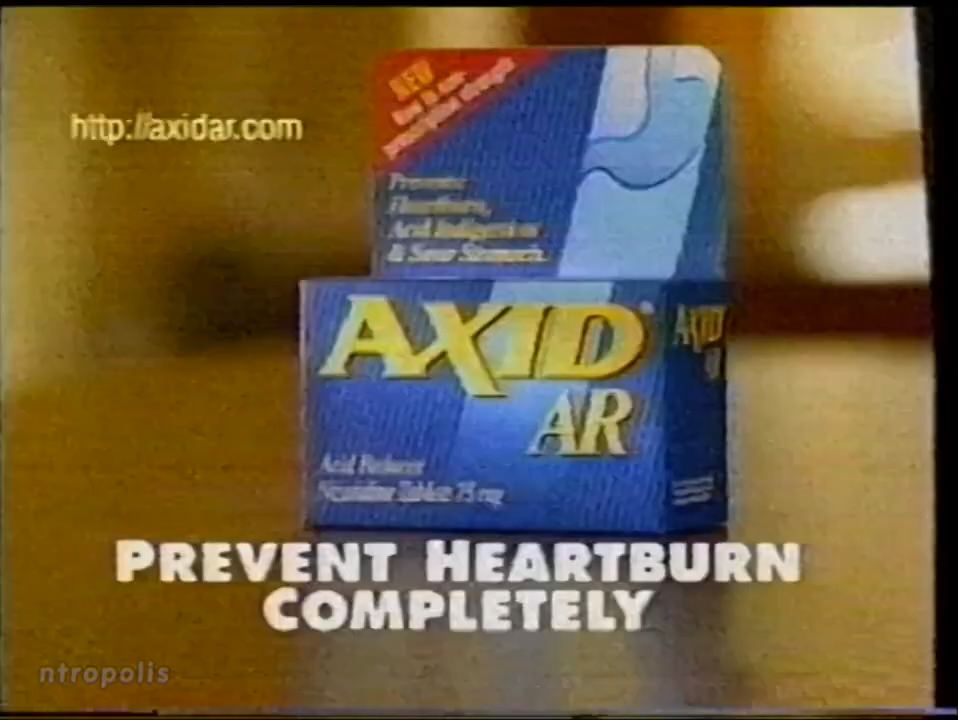 http://axidar.com
NEW
Prevents
Heartburn,
Acid Indigestion
& Sour Stomach.
AXID
AR
Acid Reducer
Nizatidine Tablets 75 mg
AXID
PREVENT HEARTBURN
COMPLETELY
ntropolis